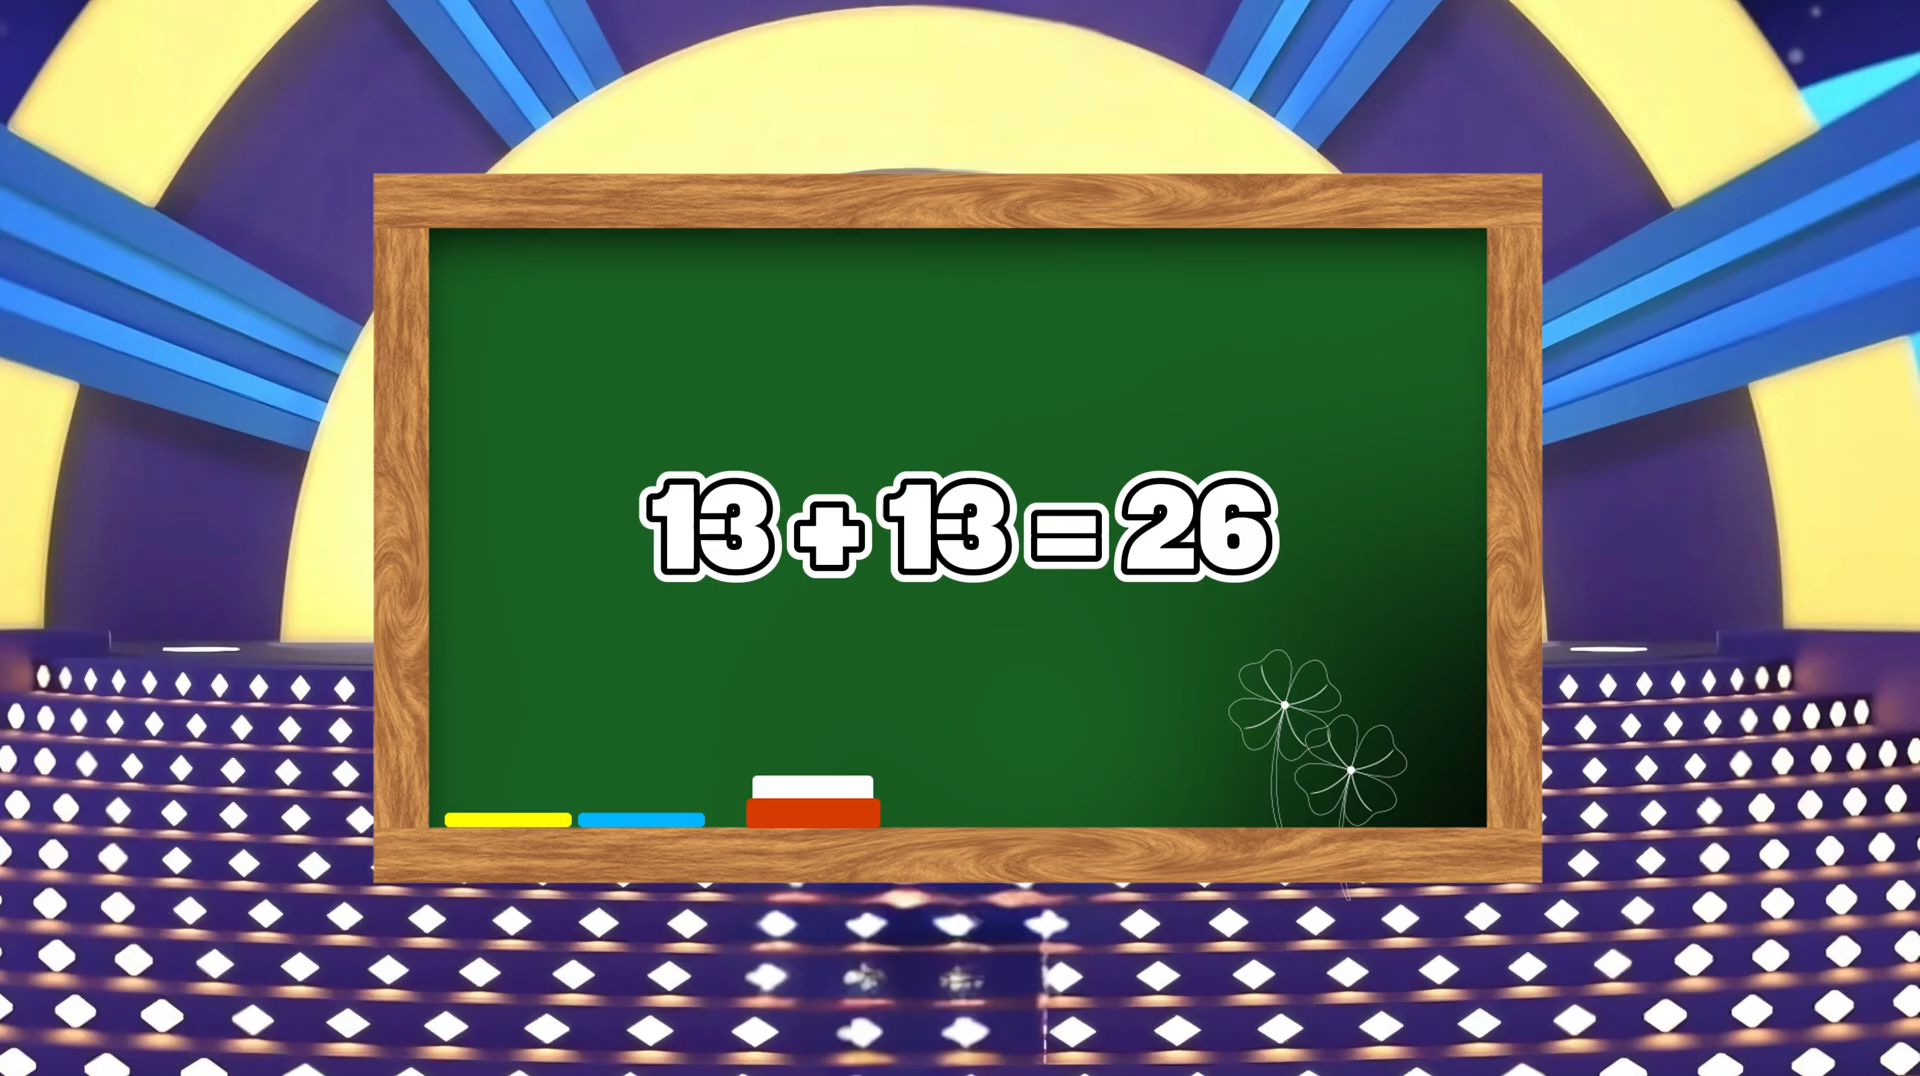 13 + 13 = 26